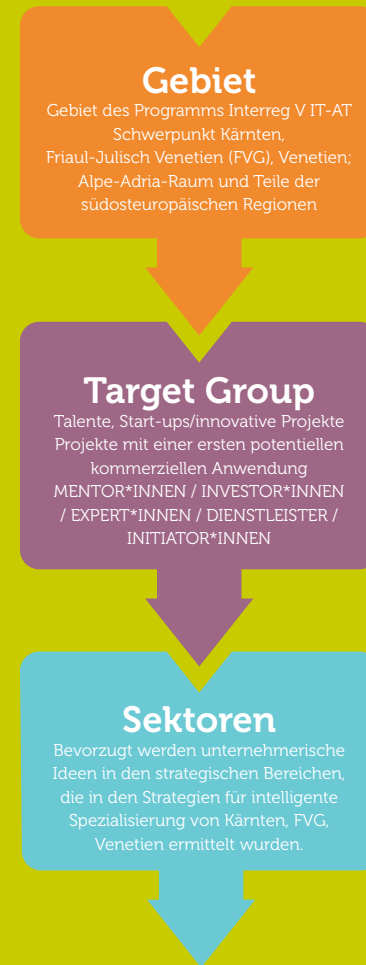 Gebiet
Gebiet des Programms Interreg V IT-AT
Schwerpunkt Kärnten,
Friaul-Julisch Venetien (FVG), Venetien;
Alpe-Adria-Raum und Teile der
südosteuropäischen Regionen
Target Group
Talente, Start-ups/innovative Projekte
Projekte mit einer ersten potentiellen
kommerziellen Anwendung
MENTOR*INNEN / INVESTOR*INNEN
/ EXPERT*INNEN / DIENSTLEISTER /
INITIATOR*INNEN
Sektoren
Bevorzugt werden unternehmerische
Ideen in den strategischen Bereichen,
die in den Strategien für intelligente
Spezialisierung von Kärnten, FVG,
Venetien ermittelt wurden.